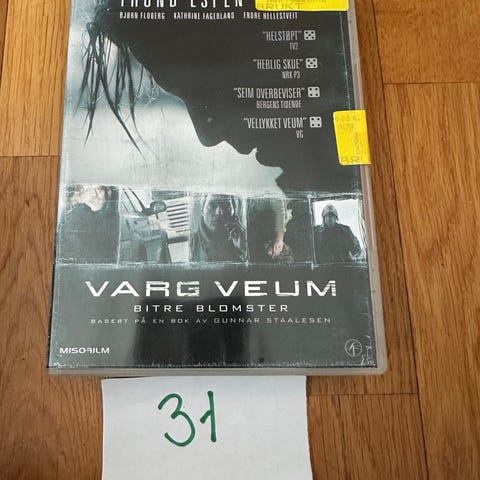 TROND ESPEN
BRUKT
BJØRN FLOBERG KATHRINE FAGERLAND ENDRE HELLESTVEIT
"HELSTØPT"
TV2
"HERLIG SKUE"
NRK P3
"SEIM OVERBEVISER"
BERGENS TIDENDE
"VELLYKKET VEUM"
VG
VARG VEUM
BITRE BLOMSTER
BASERT PÅ EN BOK AV GUNNAR STAALESEN
MISOFILM
31